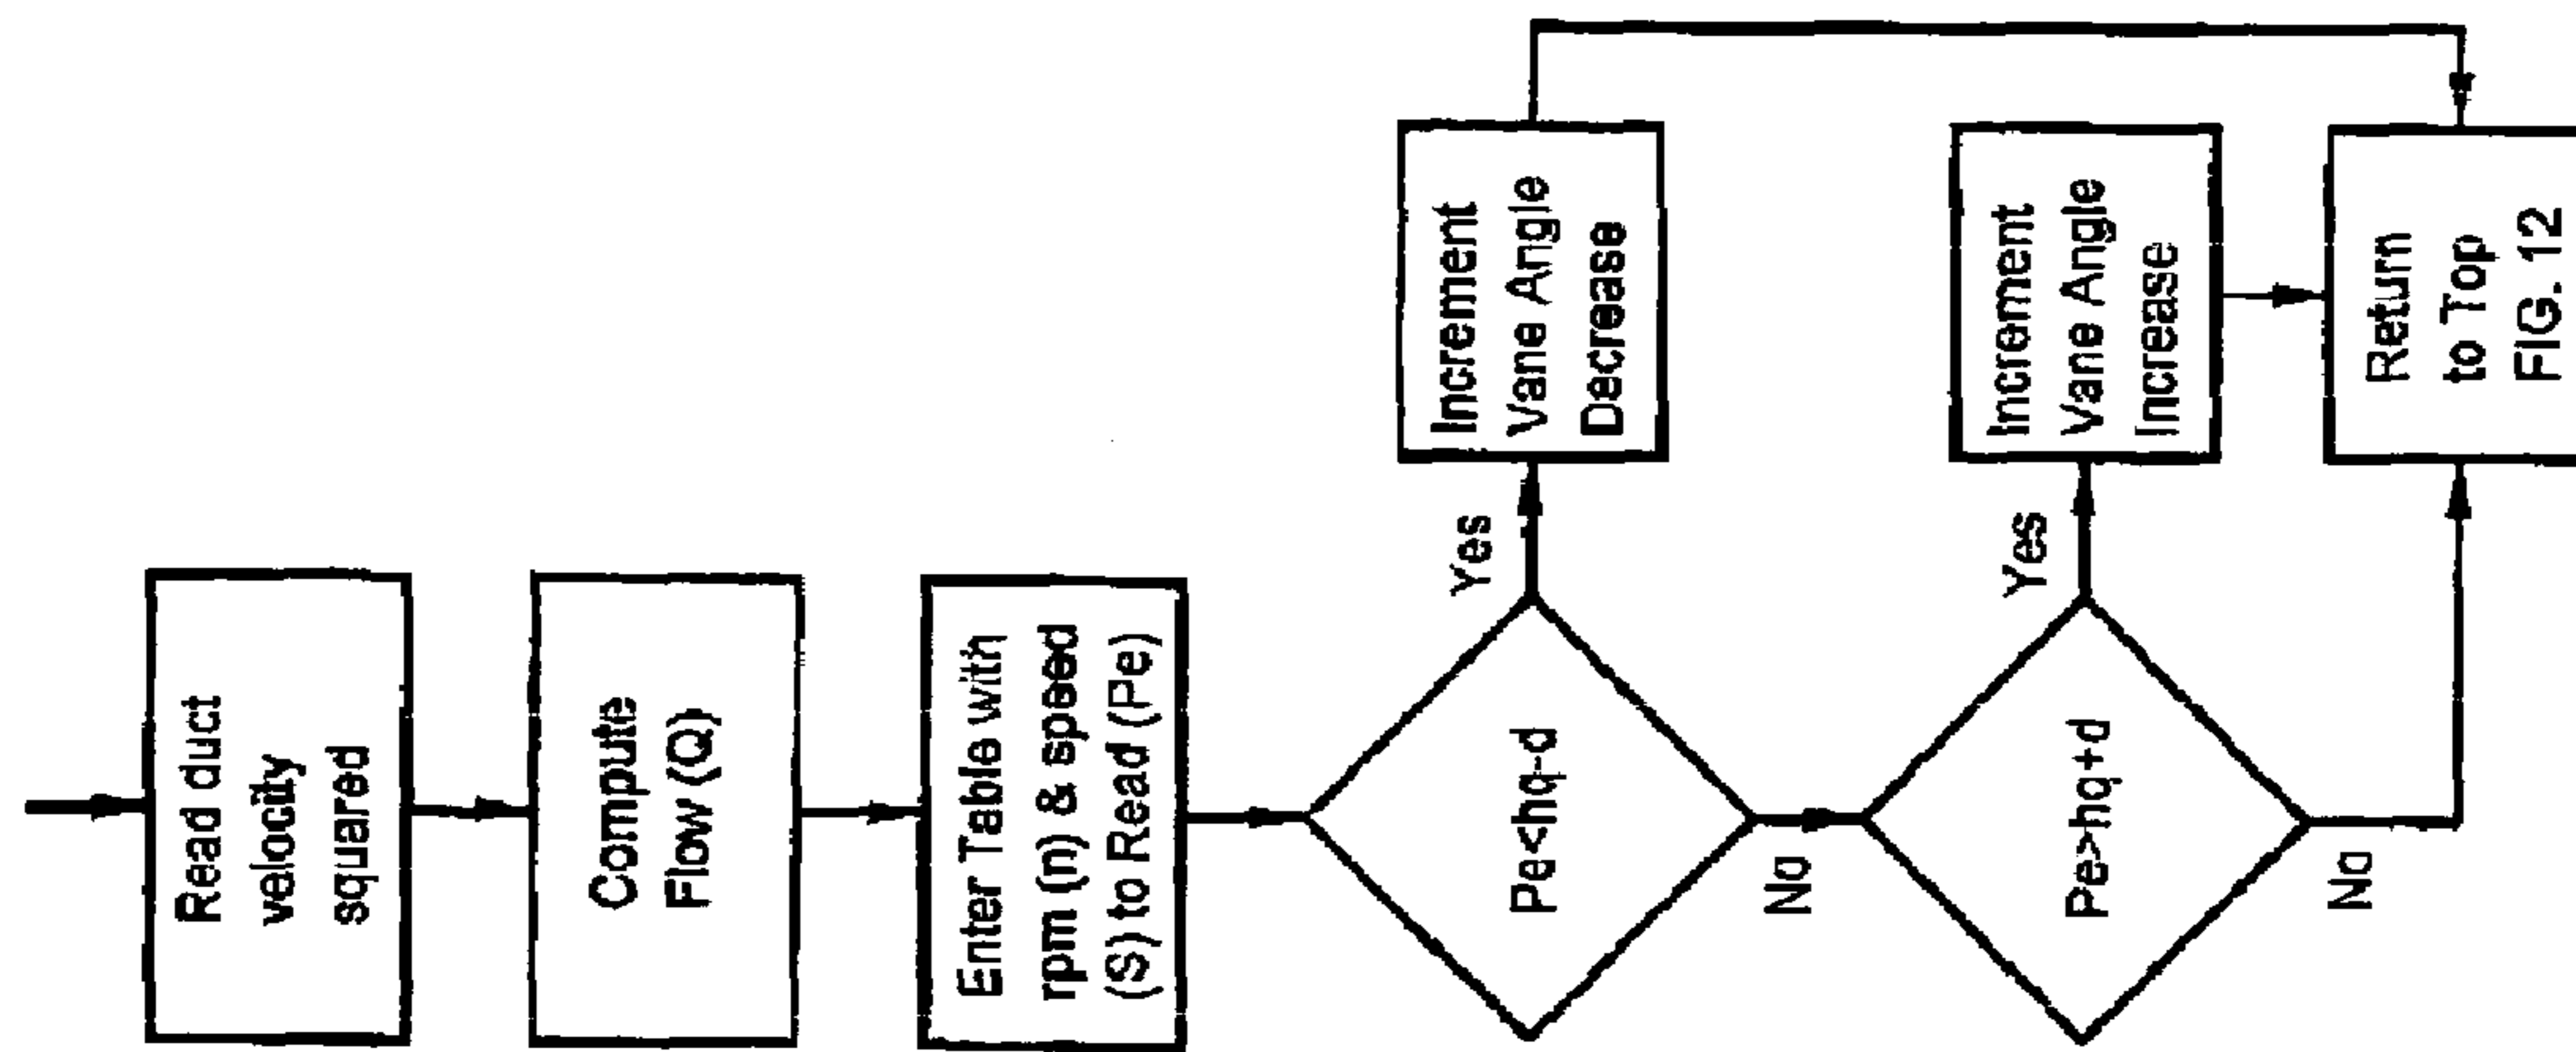 Read duct
velocity
squared
Compute
Flow (Q)
Enter Table with
rpm (n) & speed
(S) to Read (Pe)
Pe<hq-d
Yes
Increment
Vane Angle
Decrease
No
Pe>hq+d
Yes
Increment
Vane Angle
Increase
No
Return
to Top
FIG. 12